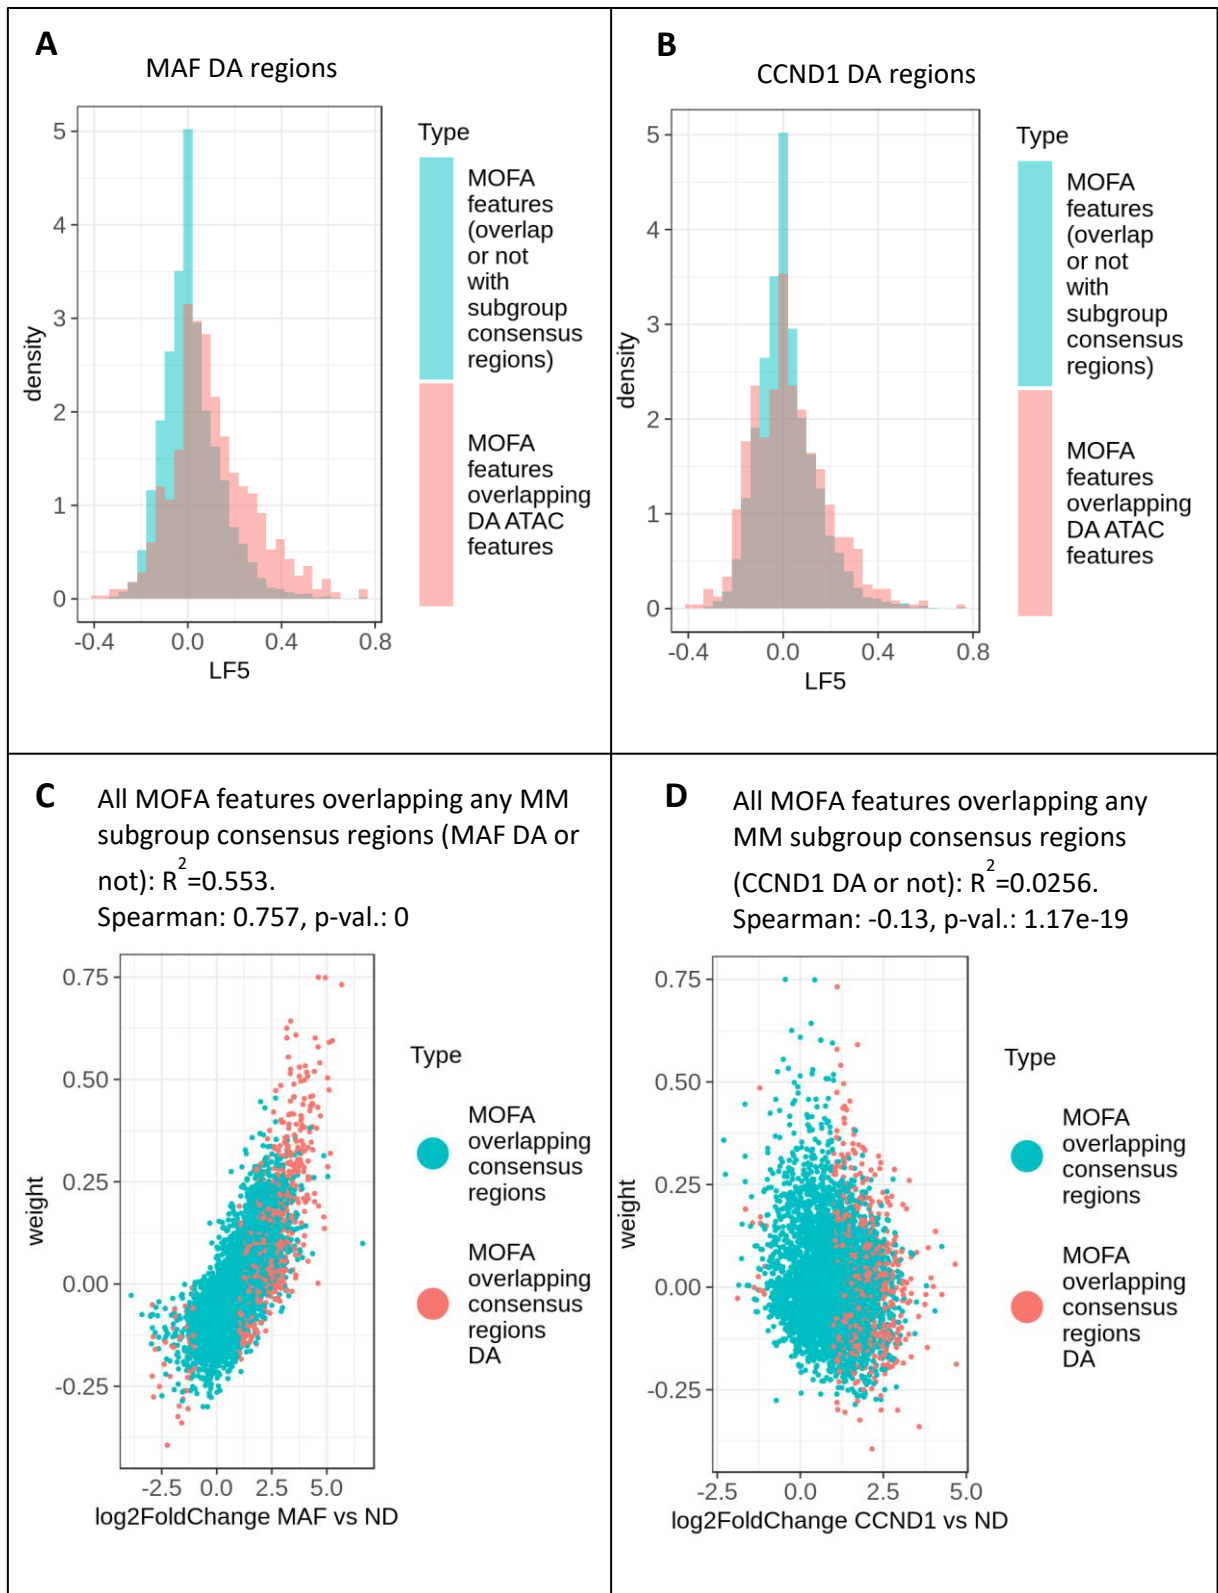 A
MAF DA regions
5
4
3
2
1
0
density
-0.4 0.0 0.4 0.8
LF5
Type
MOFA
features
(overlap
or not
with
subgroup
consensus
regions)
MOFA
features
overlapping
DA ATAC
features
B
CCND1 DA regions
5
4
3
2
1
0
density
-0.4 0.0 0.4 0.8
LF5
Type
MOFA
features
(overlap
or not
with
subgroup
consensus
regions)
MOFA
features
overlapping
DA ATAC
features
C
All MOFA features overlapping any MM
subgroup consensus regions (MAF DA or
not): R²=0.553.
Spearman: 0.757, p-val.: 0
0.75
0.50
0.25
0.00
-0.25
weight
-2.5 0.0 2.5 5.0
log2FoldChange MAF vs ND
Type
MOFA
overlapping
consensus
regions
MOFA
overlapping
consensus
regions
DA
D
All MOFA features overlapping any
MM subgroup consensus regions
(CCND1 DA or not): R²=0.0256.
Spearman: -0.13, p-val.: 1.17e-19
0.75
0.50
0.25
0.00
-0.25
weight
-2.5 0.0 2.5 5.0
log2FoldChange CCND1 vs ND
Type
MOFA
overlapping
consensus
regions
MOFA
overlapping
consensus
regions
DA